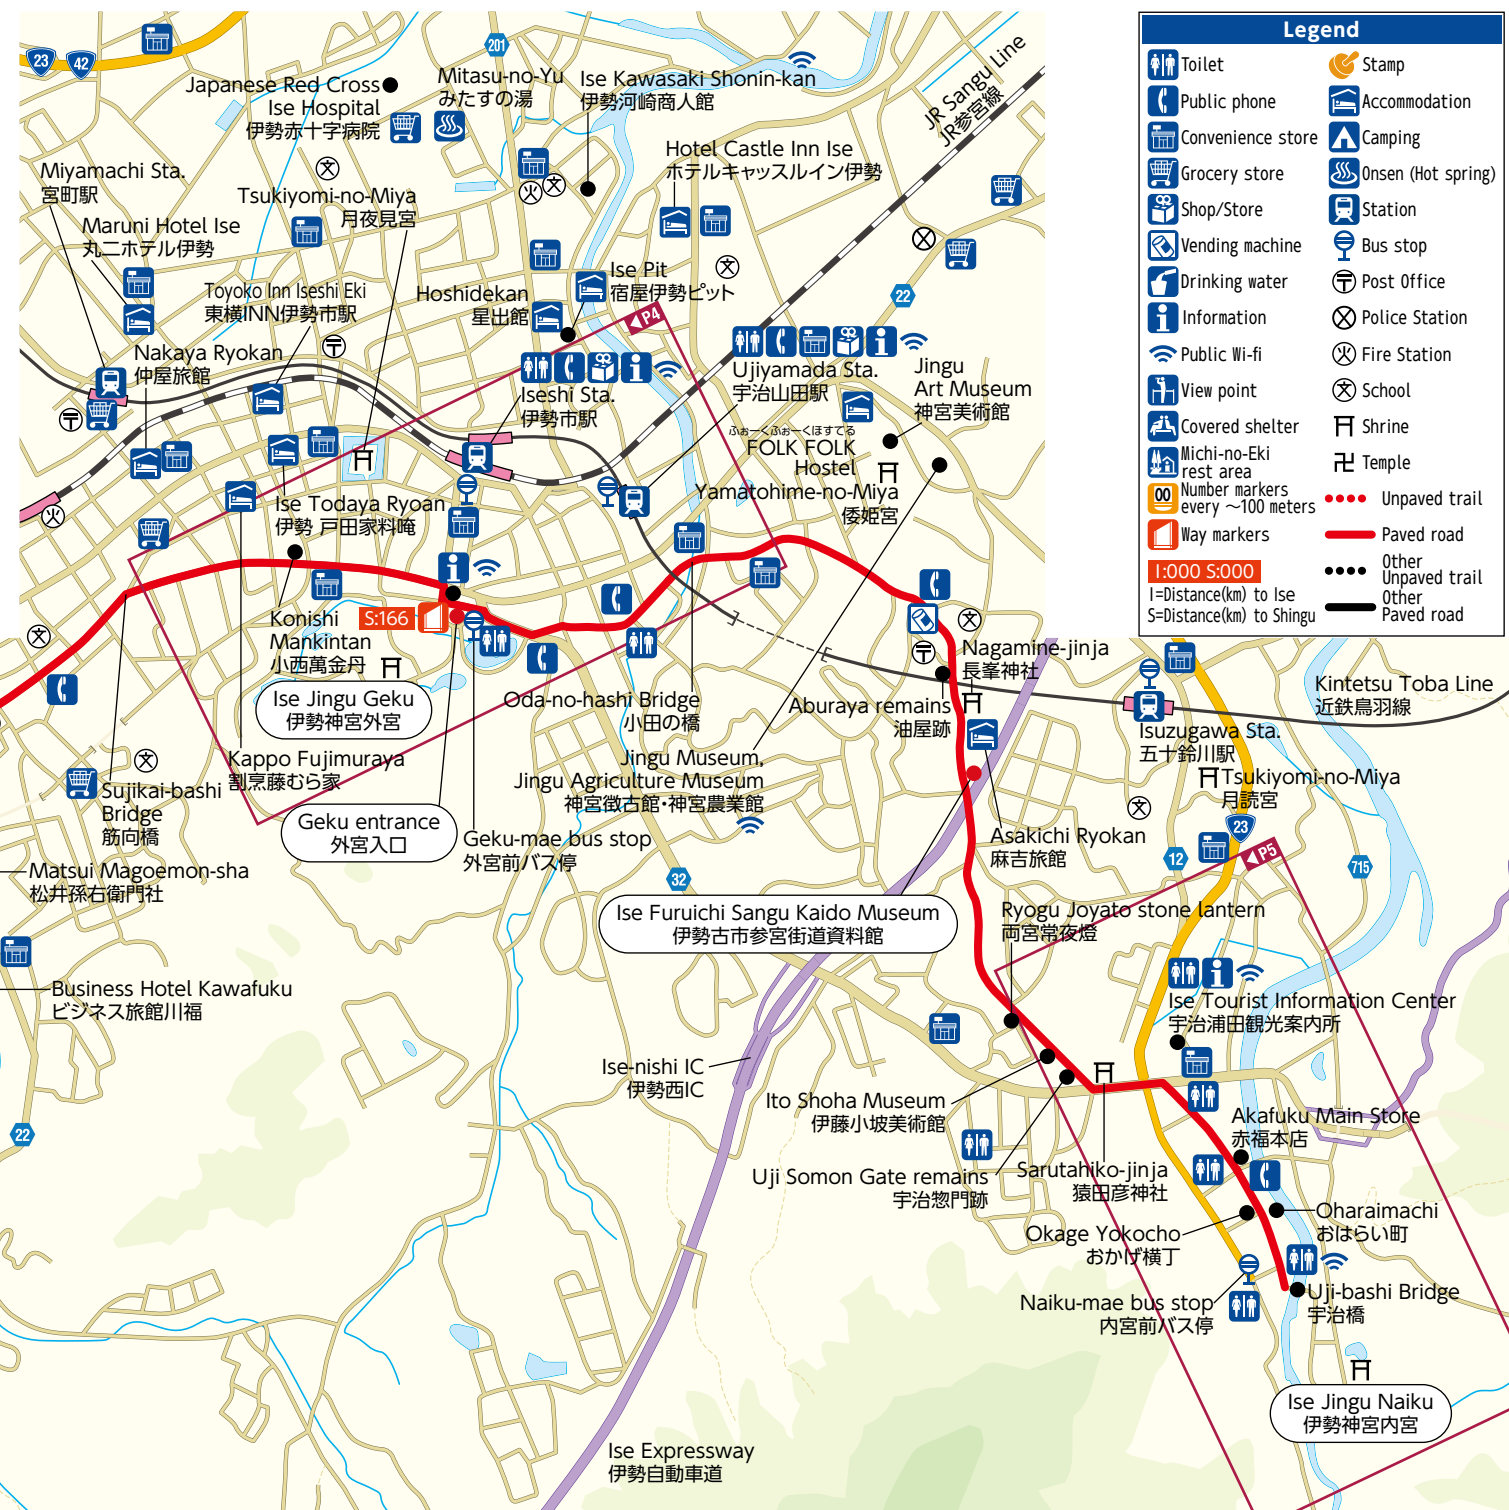 23
42
201
Japanese Red Cross
Ise Hospital
伊勢赤十字病院
Mitasu-no-Yu
みたすの湯
Ise Kawasaki Shonin-kan
伊勢河崎商人館
JR Sangu Line
JR参宮線
Miyamachi Sta.
宮町駅
文
Tsukiyomi-no-Miya
月夜見宮
火
文
Hotel Castle Inn Ise
ホテルキャッスルイン伊勢
Maruni Hotel Ise
丸二ホテル伊勢
Toyoko Inn Iseshi Eki
東横INN伊勢市駅
Hoshidekan
星出館
Ise Pit
宿屋伊勢ピット
文
22
P4
Nakaya Ryokan
仲屋旅館
Iseshi Sta.
伊勢市駅
Ujiyamada Sta.
宇治山田駅
Jingu
Art Museum
神宮美術館
ふぉーくふぉーくほすてる
FOLK FOLK
Hostel
Yamatohime-no-Miya
倭姫宮
火
Ise Todaya Ryoan
伊勢 戸田家料庵
Konishi
Mankintan
小西萬金丹
S:166
文
Ise Jingu Geku
伊勢神宮外宮
Oda-no-hashi Bridge
小田の橋
文
Nagamine-jinja
長峯神社
Aburaya remains
油屋跡
Kintetsu Toba Line
近鉄鳥羽線
Isuzugawa Sta.
五十鈴川駅
Kappo Fujimuraya
割烹藤むら家
文
Sujikai-bashi
Bridge
筋向橋
Jingu Museum,
Jingu Agriculture Museum
神宮徴古館・神宮農業館
Tsukiyomi-no-Miya
月読宮
文
Geku entrance
外宮入口
Geku-mae bus stop
外宮前バス停
Asakichi Ryokan
麻吉旅館
23
12
P5
715
Matsui Magoemon-sha
松井孫右衛門社
32
Ise Furuichi Sangu Kaido Museum
伊勢古市参宮街道資料館
Ryogu Joyato stone lantern
両宮常夜燈
Business Hotel Kawafuku
ビジネス旅館川福
Ise Tourist Information Center
宇治浦田観光案内所
Ise-nishi IC
伊勢西IC
Ito Shoha Museum
伊藤小坡美術館
Akafuku Main Store
赤福本店
22
Uji Somon Gate remains
宇治惣門跡
Sarutahiko-jinja
猿田彦神社
Okage Yokocho
おかげ横丁
Oharaimachi
おはらい町
Naiku-mae bus stop
内宮前バス停
Uji-bashi Bridge
宇治橋
Ise Jingu Naiku
伊勢神宮内宮
Ise Expressway
伊勢自動車道
Legend
Toilet
Public phone
Convenience store
Grocery store
Shop/Store
Vending machine
Drinking water
Information
Public Wi-fi
View point
Covered shelter
Michi-no-Eki
rest area
00
Number markers
every ～100 meters
Way markers
I:000 S:000
I=Distance(km) to Ise
S=Distance(km) to Shingu
Stamp
Accommodation
Camping
Onsen (Hot spring)
Station
Bus stop
Post Office
Police Station
火 Fire Station
文 School
Shrine
Temple
Unpaved trail
Paved road
Other
Unpaved trail
Other
Paved road